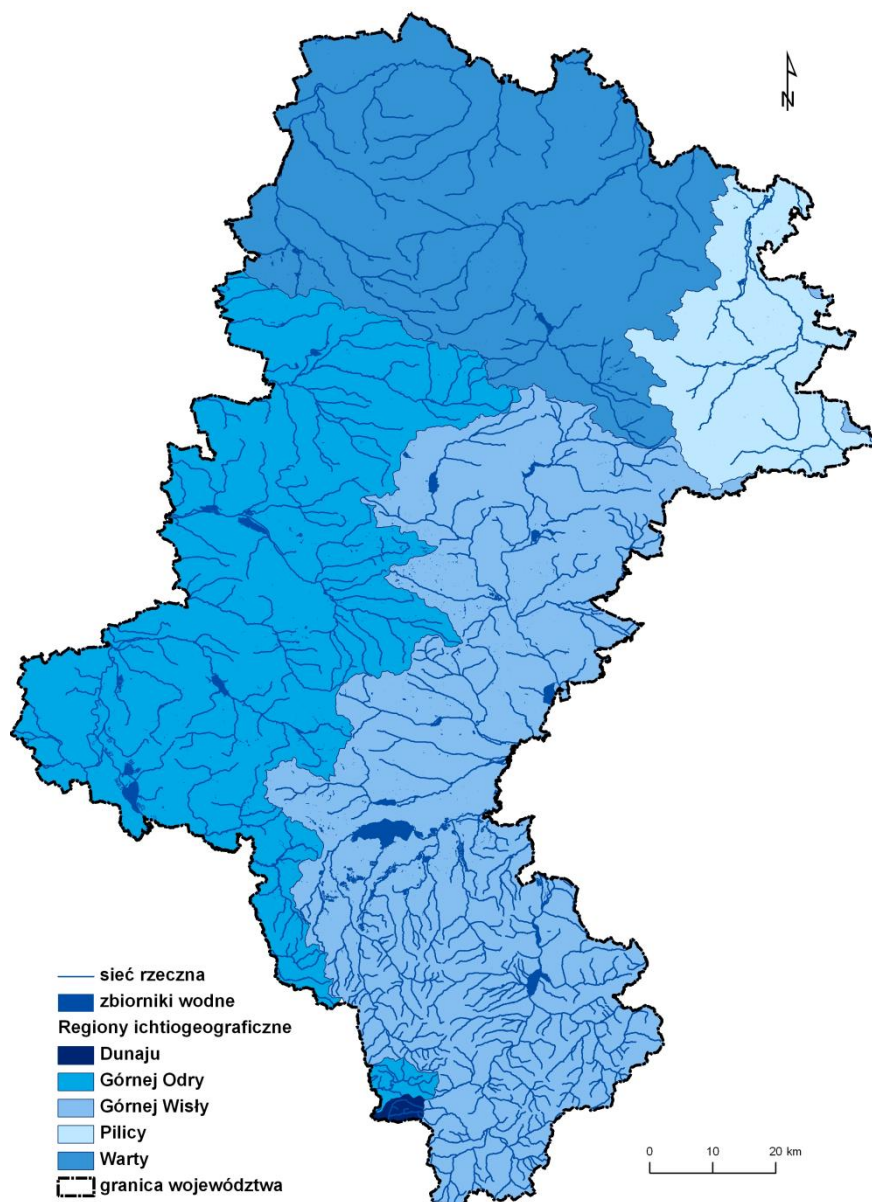 N
sieć rzeczna
zbiorniki wodne
Regiony ichtiogeograficzne
Dunaju
Górnej Odry
Górnej Wisły
Pilicy
Warty
granica województwa
0 10 20 km